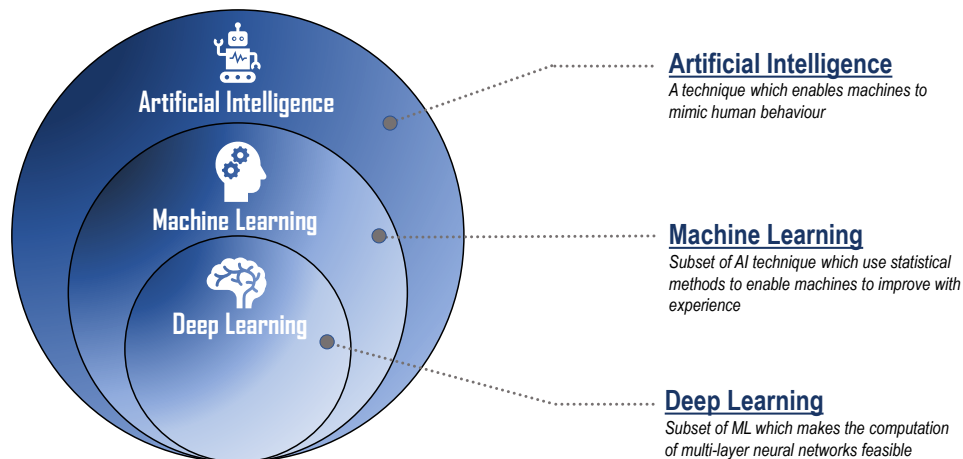 Artificial Intelligence
Machine Learning
Deep Learning
Artificial Intelligence
A technique which enables machines to
mimic human behaviour
Machine Learning
Subset of AI technique which use statistical
methods to enable machines to improve with
experience
Deep Learning
Subset of ML which makes the computation
of multi-layer neural networks feasible